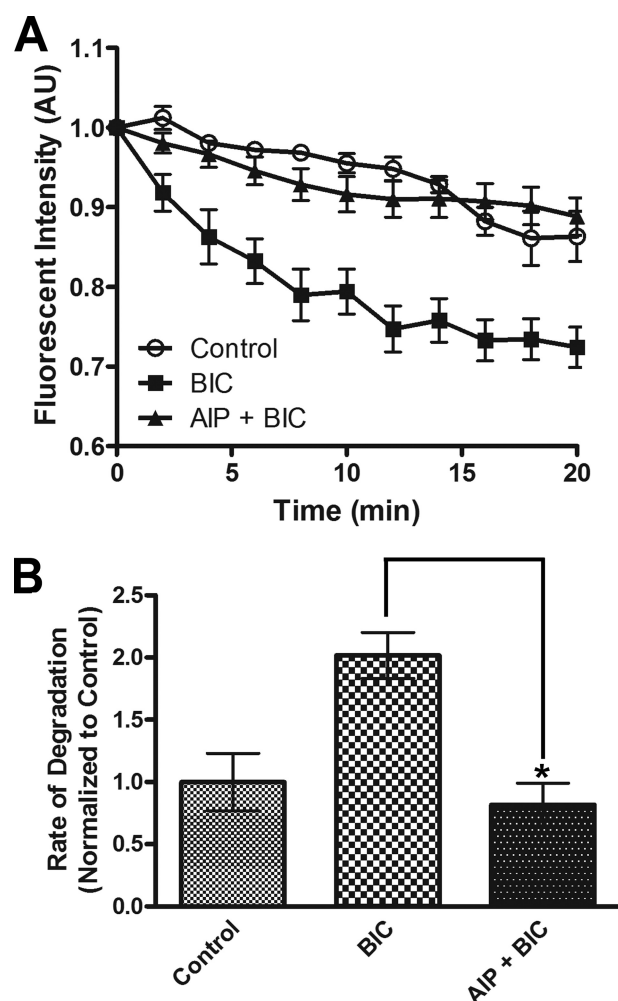 A
Fluorescent Intensity (AU)
1.1
1.0
0.9
0.8
0.7
0.6
Control
BIC
AIP + BIC
0 5 10 15 20
Time (min)
B
Rate of Degradation
(Normalized to Control)
2.5
2.0
1.5
1.0
0.5
0.0
*
Control
BIC
AIP + BIC